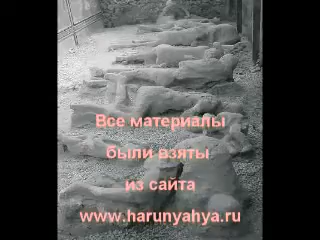 Все материалы
были взяты
из сайта
www.harunyahya.ru